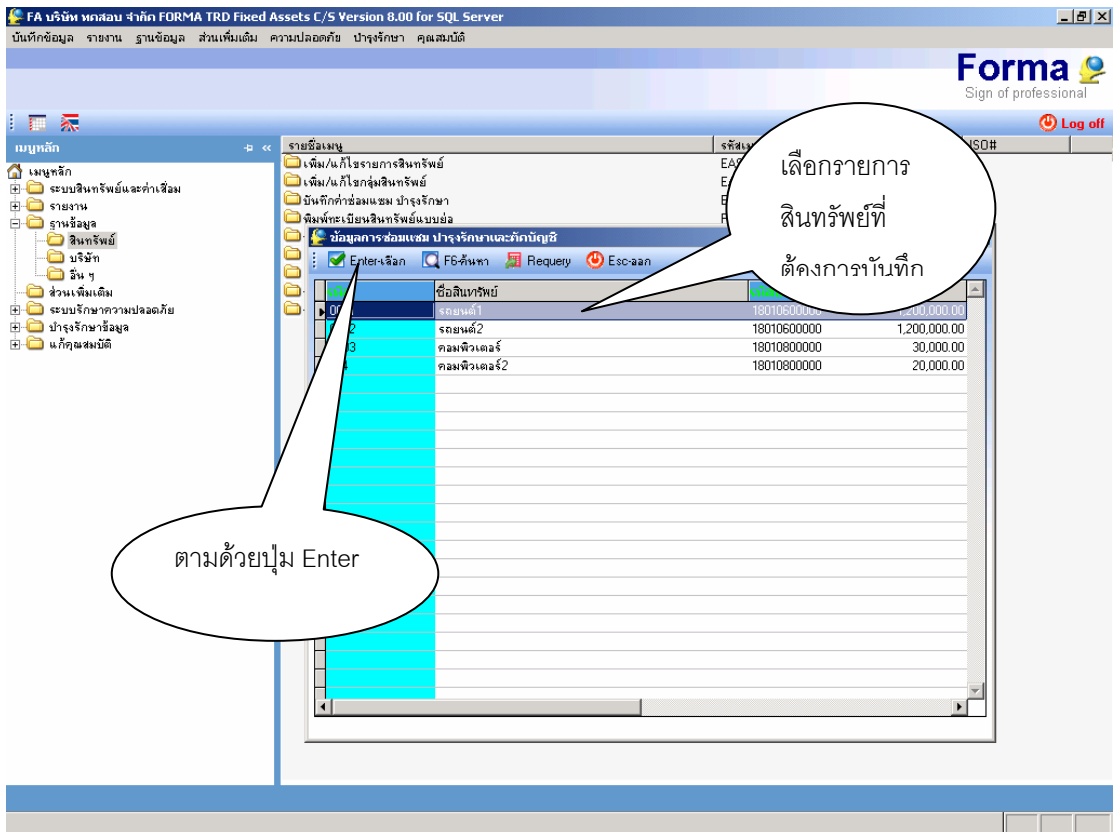 FA บริษัท ทดสอบ จำกัด FORMA TRD Fixed Assets C/S Version 8.00 for SQL Server
บันทึกข้อมูล รายงาน ฐานข้อมูล ส่วนเพิ่มเติม ความปลอดภัย บำรุงรักษา คุณสมบัติ
Forma
Sign of professional
Log off
เมนูหลัก
เมนูหลัก
ระบบสินทรัพย์และค่าเสื่อม
รายงาน
ฐานข้อมูล
สินทรัพย์
บริษัท
อื่น ๆ
ส่วนเพิ่มเติม
ระบบรักษาความปลอดภัย
บำรุงรักษาข้อมูล
แก้คุณสมบัติ
รายชื่อเมนู ISO#
เพิ่ม/แก้ไขรายการสินทรัพย์
เพิ่ม/แก้ไขกลุ่มสินทรัพย์
บันทึกค่าซ่อมแซม บำรุงรักษา
พิมพ์ทะเบียนสินทรัพย์แบบย่อ
ข้อมูลการซ่อมแซม บำรุงรักษาและตัดบัญชี
Enter-เลือก F6-ค้นหา Requery Esc-ออก
ชื่อสินทรัพย์
รถยนต์1 18010600000 1,200,000.00
รถยนต์2 18010600000 1,200,000.00
คอมพิวเตอร์ 18010800000 30,000.00
คอมพิวเตอร์2 18010800000 20,000.00
เลือกรายการ
สินทรัพย์ที่
ต้องการบันทึก
ตามด้วยปุ่ม Enter